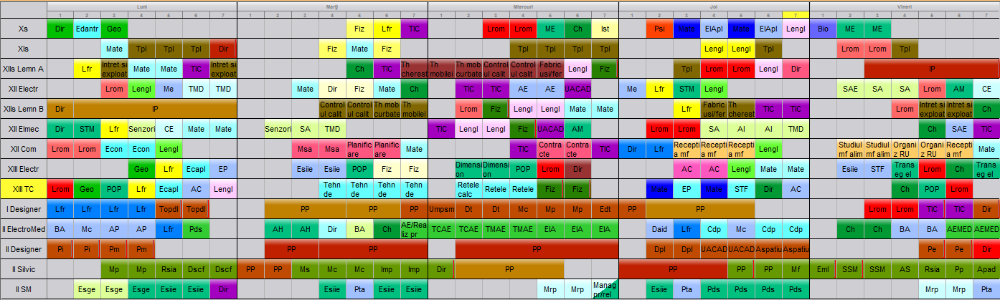 Luni Marţi Mierouri Joi Vineri
1 2 3 4 5 6 7 1 2 3 4 5 6 7 1 2 3 4 5 6 7 1 2 3 4 5 6 7 1 2 3 4 5 6 7
Xs Dir Edantr Geo Fiz Lfr TIC Lrom Lrom ME Ch Ist Psi Mate ElApl Mate ElApl Lengl Bio ME ME
XIs Mate Tpl Tpl Tpl Dir Fiz Mate Fiz Tpl Tpl Tpl Tpl Lengl Lengl Tpl Lrom Lrom Tpl
XIIs Lemn A Lfr Intret si exploat Mate Mate TIC Intret si exploat Ch TIC Th cherest Th mobilei Th mob curbate Control ul calit Control ul calit Fabric usi/fer Lengl Fiz Tpl Lrom Lrom Lengl Dir IP
XII Electr Lrom Lengl Me TMD TMD Mate Dir Fiz Mate Ch TIC TIC AE AE UACAD Me Lfr STM Lengl SAE SA SA Lrom AM CE
XIIs Lemn B Dir IP Control ul calit Control ul calit Th mob curbate Th mobilei Lrom Fiz Lengl Lengl Mate Mate Lfr Fabric usi/fer Th cherest TIC TIC Lrom Intret si exploat Intret si exploat Ch
XII Elmec Dir STM Lfr Senzori CE Mate Mate Senzori SA TMD TIC Lengl Lengl Fiz UACAD AM Lrom Lrom SA AI AI TMD Ch SAE TIC
XII Com Lrom Lrom Econ Econ Lengl Msa Msa Planific are Planific are Mate TIC Contra cte Contra cte TIC Dir Lfr Recepti a mf Recepti a mf Recepti a mf Lengl Studiul mf alim Studiul mf alim Organi z RU Organi z RU Recepti a mf Mate
XIII Electr Geo Lfr Ecapl EP Esiie Esiie POP Fiz Fiz Dimensi on Dimensi on POP Lrom Dir AC AC Lengl Mate Mate Esiie STF Trans eg el Lrom Ch Trans eg el
XIII TC Lrom Geo POP Lfr Ecapl AC Lengl Tehn de Tehn de Tehn de Tehn de Retele calc Retele Retele Fiz Fiz Mate EP Mate STF Dir AC Ch POP Lrom
I Designer Lfr Lfr Lfr Lfr Topdl Topdl PP PP PP Umpsm Dt Dt Mc Mp Mp Edt PP PP Lrom Lrom TIC TIC Dir
II ElectroMed BA Mc AP AP Lfr Pds AH AH Dir BA Ch AE/Rea liz pr TCAE TCAE TMAE TMAE EIA EIA EIA Daid Lfr Cdp Mc Cdp Cdp Ch Ch BA BA AEMED AEMED
II Designer Pi Pi Pm Pm PP PP PP Dpl Dpl UACAD UACAD Aspatiu Aspatiu Pe Pe Dir
II Silvic Mp Mp Rsia Dscf Dscf PP PP Ms Mc Mc Imp Imp Dir PP PP PP PP Mf Eml SSM SSM AS Rsia Pp Apad
II SM Esge Esge Esge Esiie Esiie Dir Esiie Pta Esiie Mrp Mrp Manag pr/rel Esiie Pta Pds Pds Pds Pds Mrp Mrp Pta